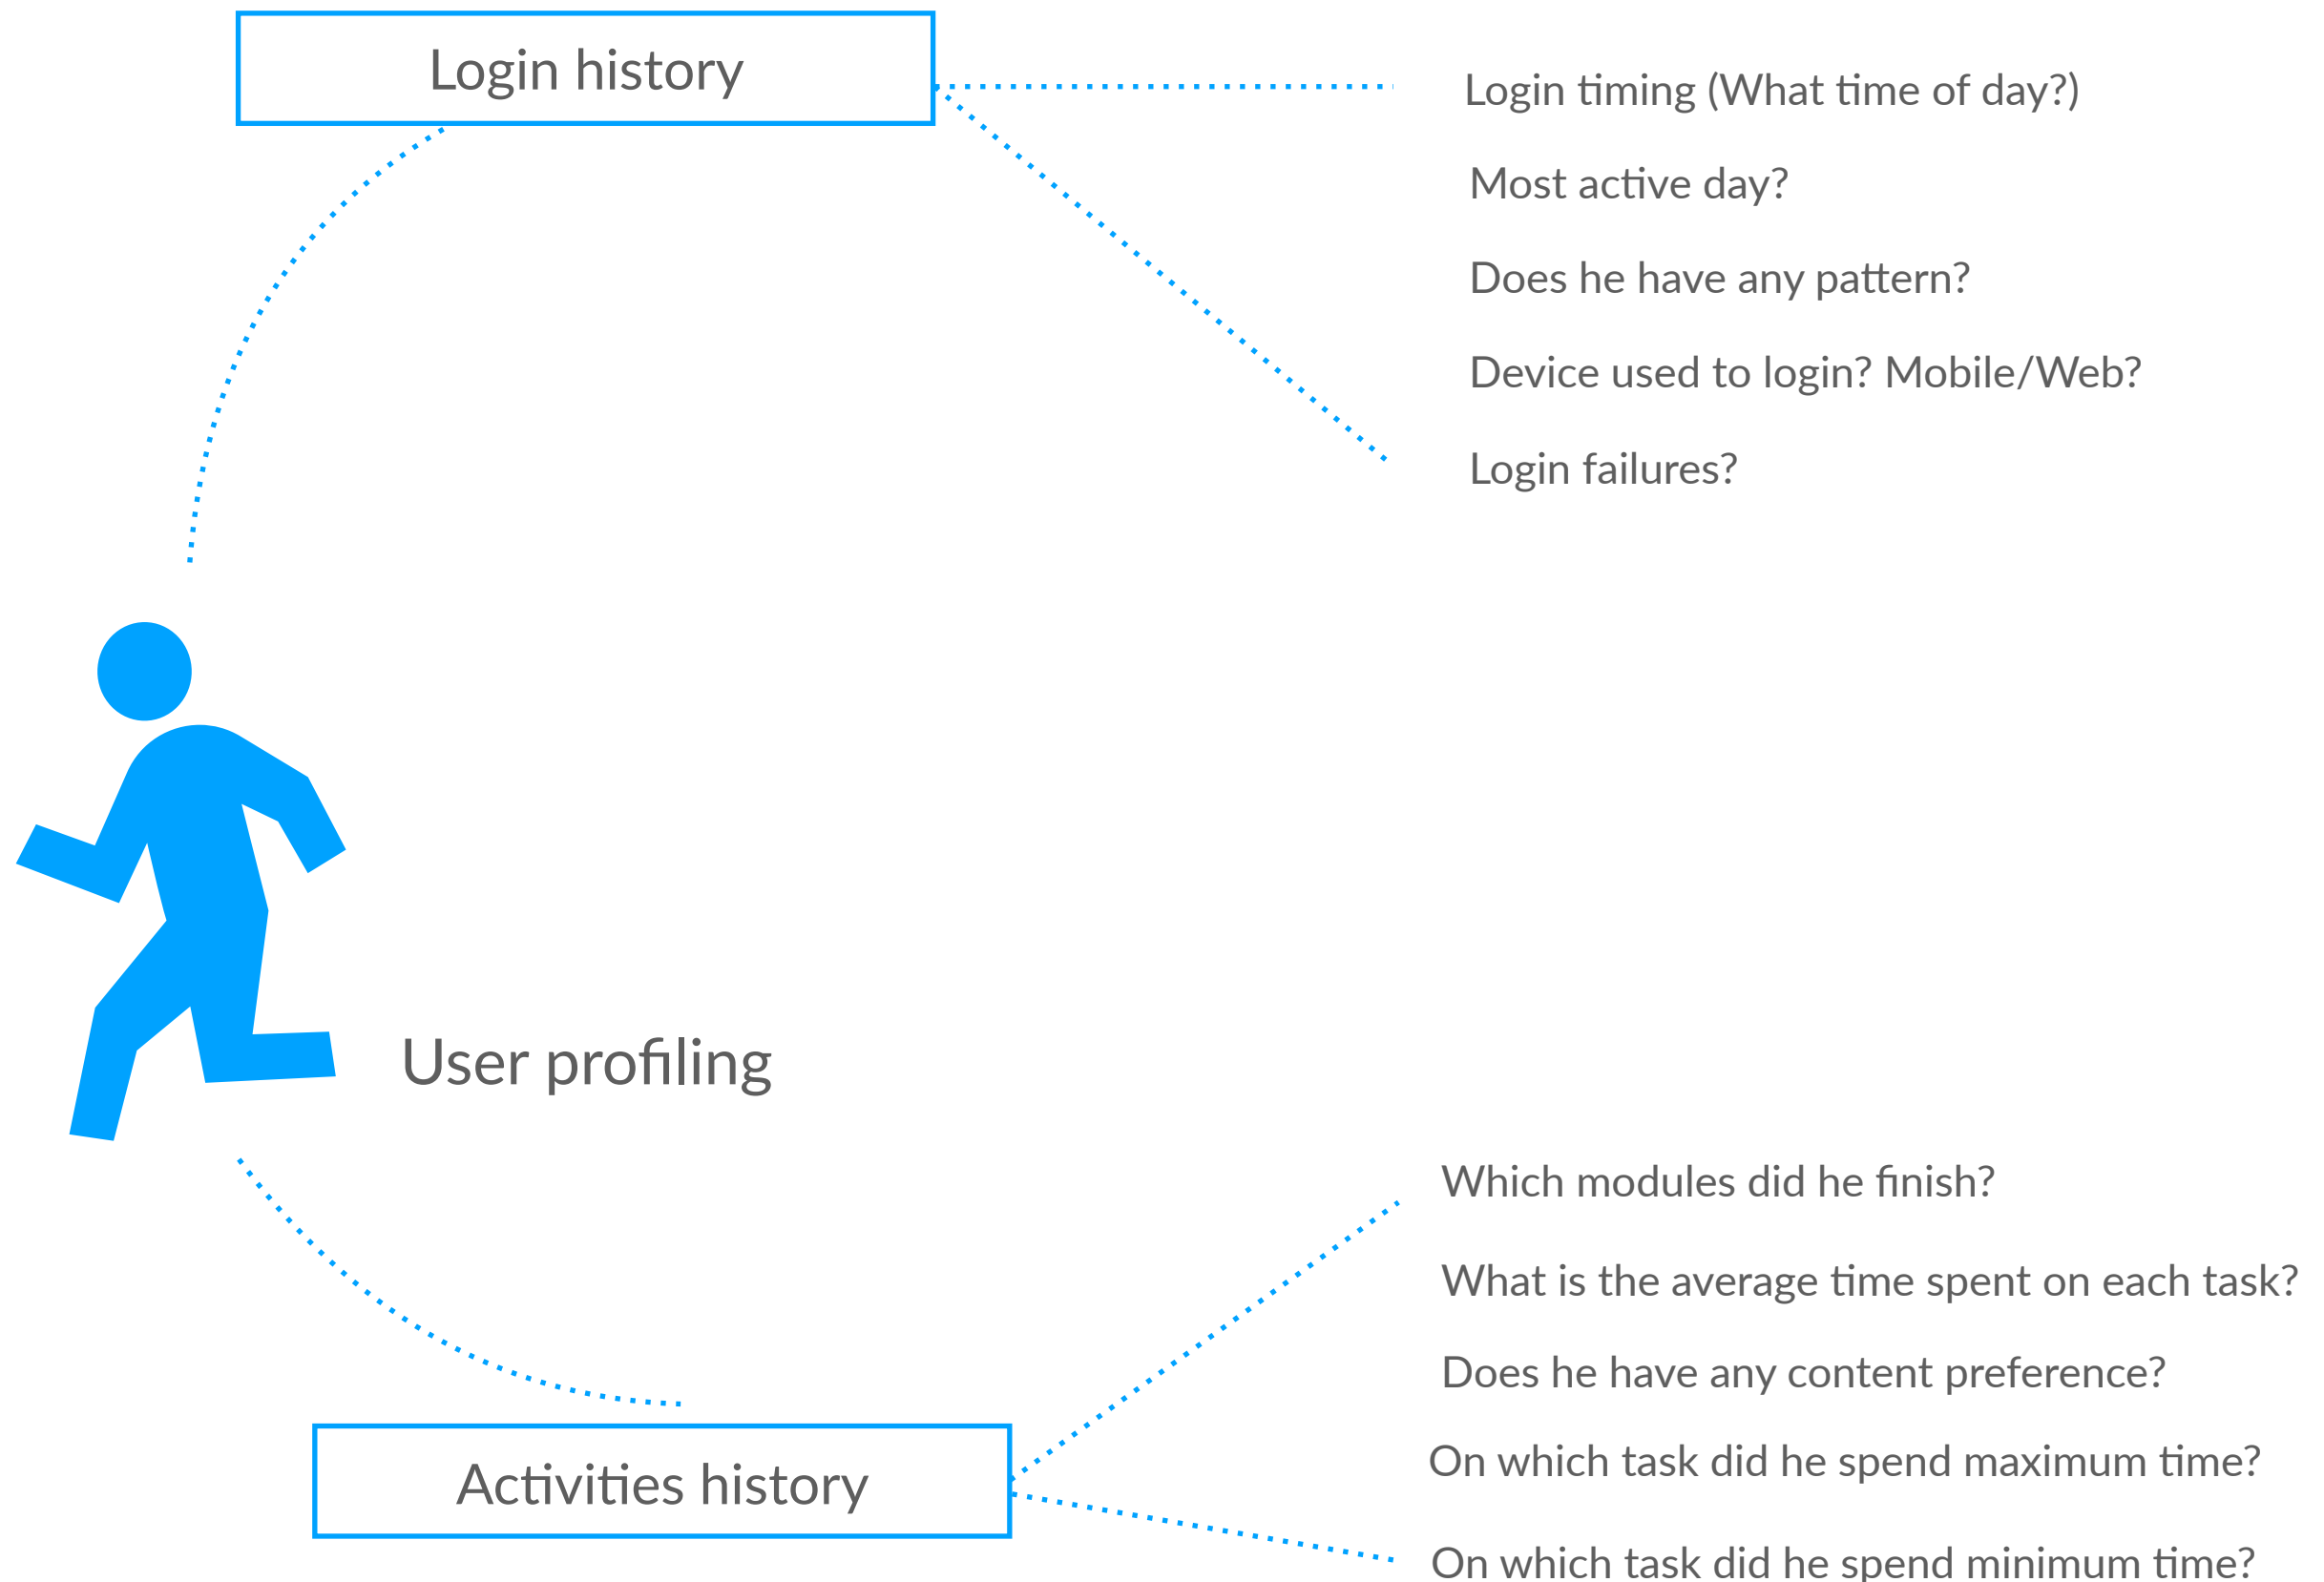 Login history
Login timing (What time of day?)
Most active day?
Does he have any pattern?
Device used to login? Mobile/Web?
Login failures?
User profiling
Which modules did he finish?
What is the average time spent on each task?
Does he have any content preference?
On which task did he spend maximum time?
Activities history
On which task did he spend minimum time?